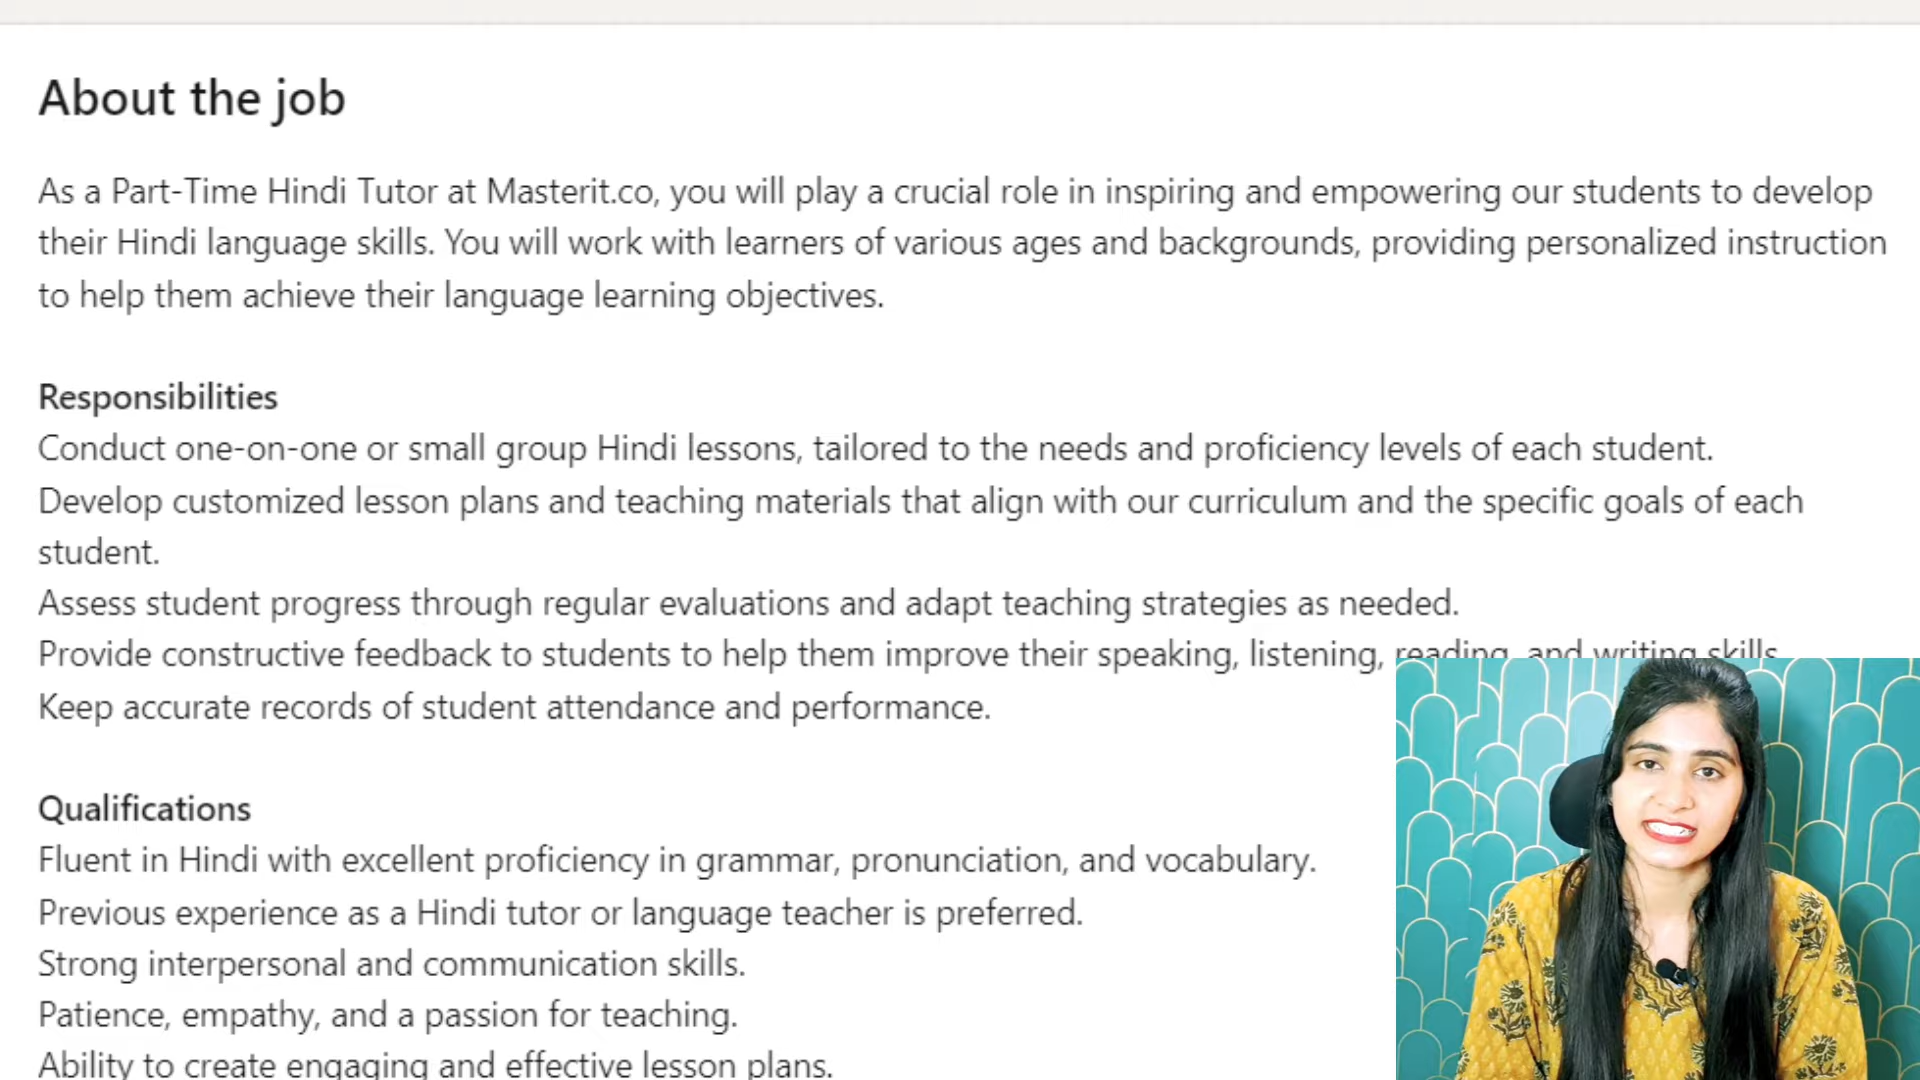 About the job
As a Part-Time Hindi Tutor at Masterit.co, you will play a crucial role in inspiring and empowering our students to develop
their Hindi language skills. You will work with learners of various ages and backgrounds, providing personalized instruction
to help them achieve their language learning objectives.
Responsibilities
Conduct one-on-one or small group Hindi lessons, tailored to the needs and proficiency levels of each student.
Develop customized lesson plans and teaching materials that align with our curriculum and the specific goals of each
student.
Assess student progress through regular evaluations and adapt teaching strategies as needed.
Provide constructive feedback to students to help them improve their speaking, listening, reading, and writing skills
Keep accurate records of student attendance and performance.
Qualifications
Fluent in Hindi with excellent proficiency in grammar, pronunciation, and vocabulary.
Previous experience as a Hindi tutor or language teacher is preferred.
Strong interpersonal and communication skills.
Patience, empathy, and a passion for teaching.
Ability to create engaging and effective lesson plans.